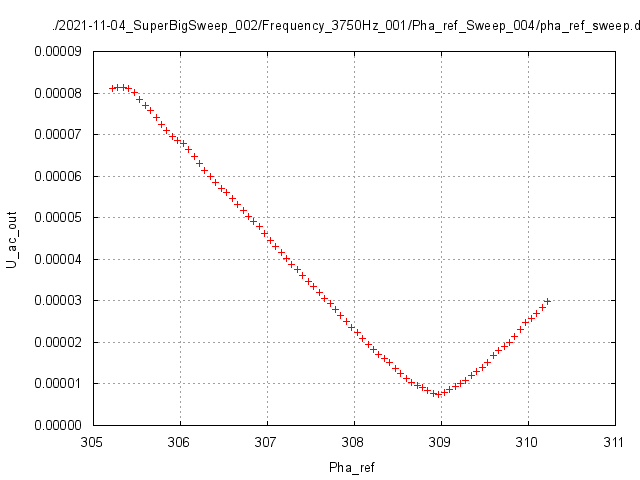 ./2021-11-04_SuperBigSweep_002/Frequency_3750Hz_001/Pha_ref_Sweep_004/pha_ref_sweep.d
0.00009
0.00008
0.00007
0.00006
0.00005
0.00004
0.00003
0.00002
0.00001
0.00000
U_ac_out
305 306 307 308 309 310 311
Pha_ref